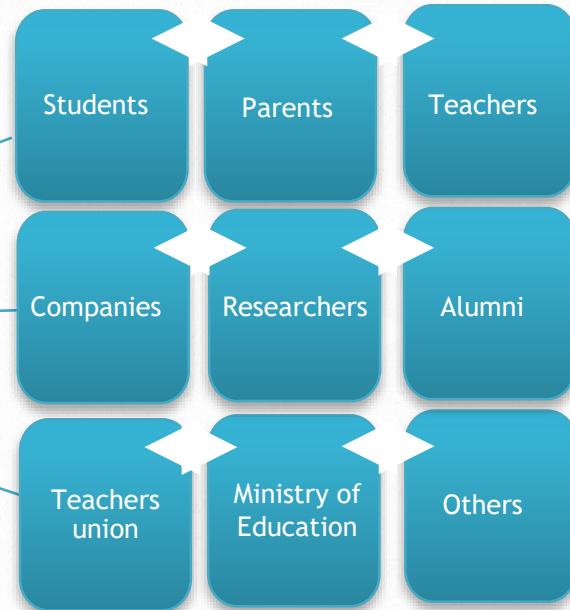 Students
Parents
Teachers
Companies
Researchers
Alumni
Teachers
union
Ministry of
Education
Others